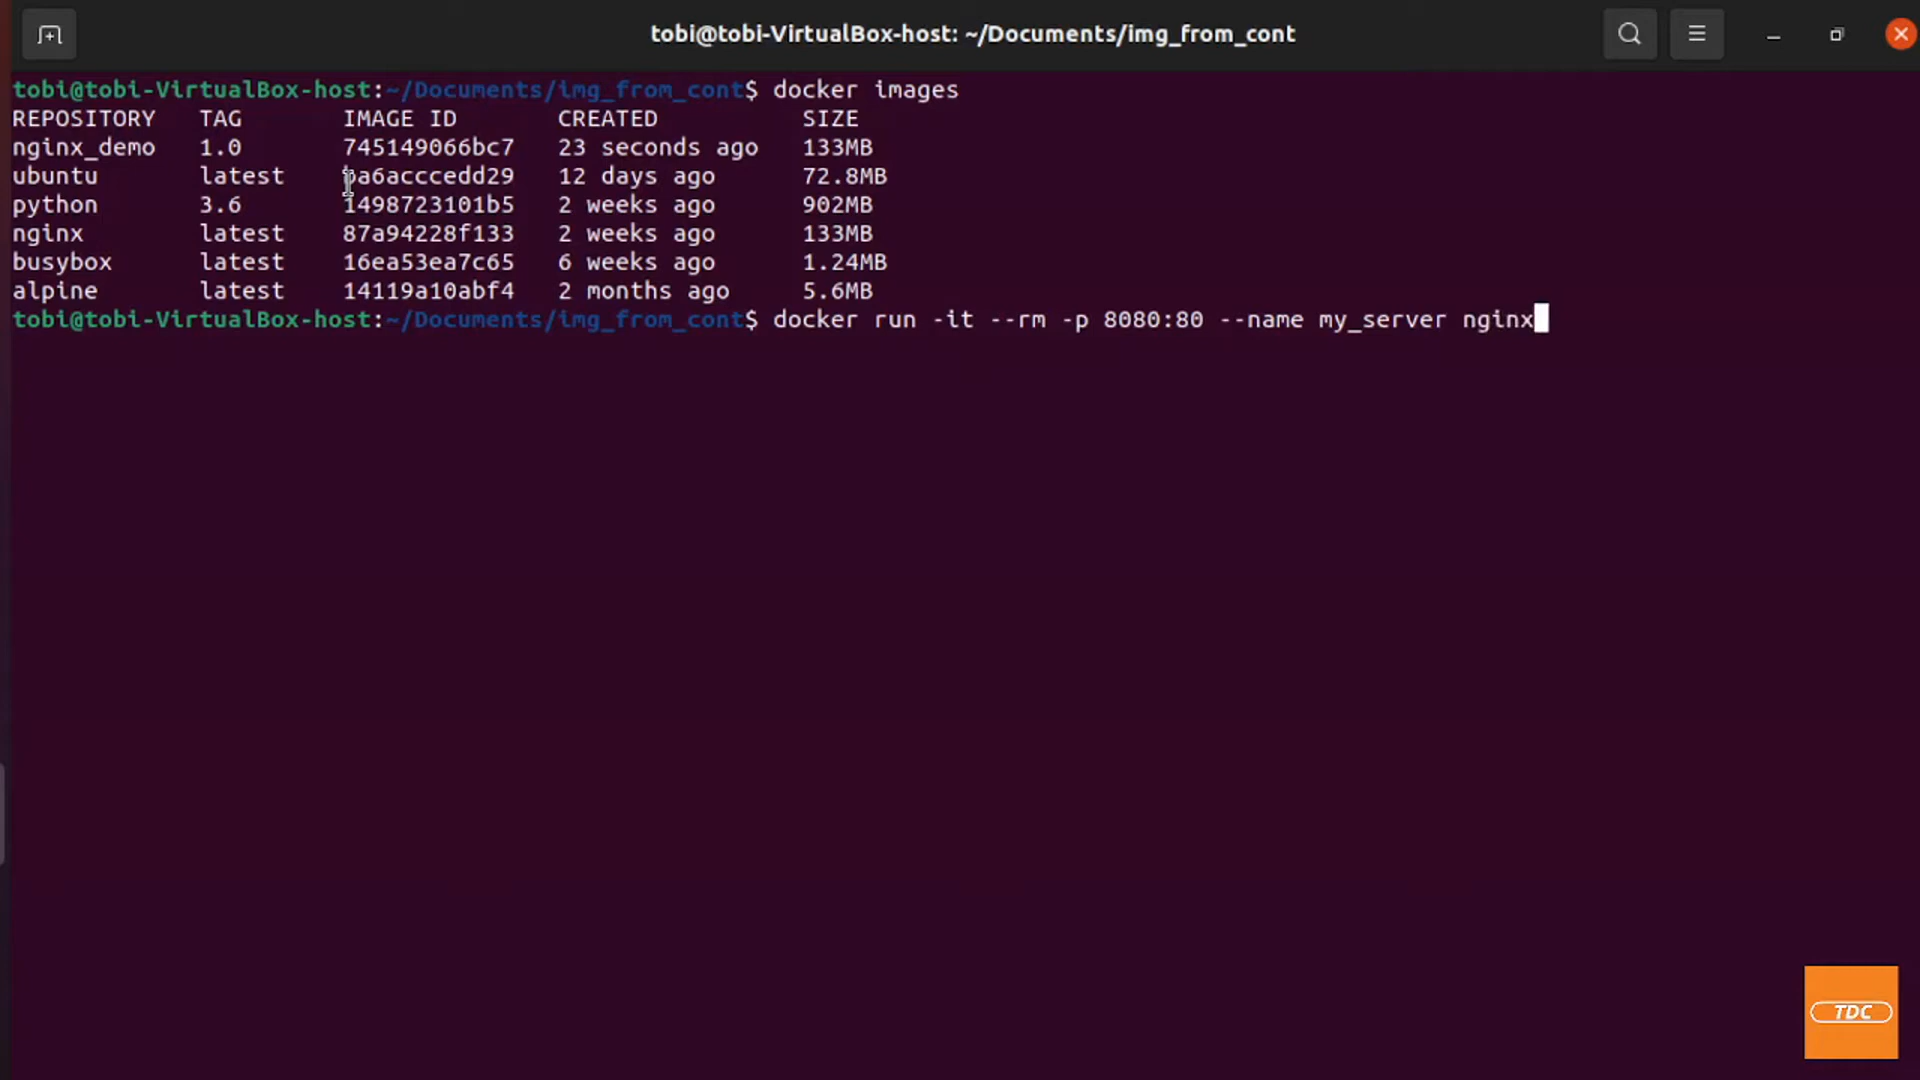 tobi@tobi-VirtualBox-host: ~/Documents/img_from_cont
tobi@tobi-VirtualBox-host:~/Documents/img_from_cont$ docker images
REPOSITORY TAG IMAGE ID CREATED SIZE
nginx_demo 1.0 745149066bc7 23 seconds ago 133MB
ubuntu latest ba6acccedd29 12 days ago 72.8MB
python 3.6 1498723101b5 2 weeks ago 902MB
nginx latest 87a94228f133 2 weeks ago 133MB
busybox latest 16ea53ea7c65 6 weeks ago 1.24MB
alpine latest 14119a10abf4 2 months ago 5.6MB
tobi@tobi-VirtualBox-host:~/Documents/img_from_cont$ docker run -it --rm -p 8080:80 --name my_server nginx
TDC